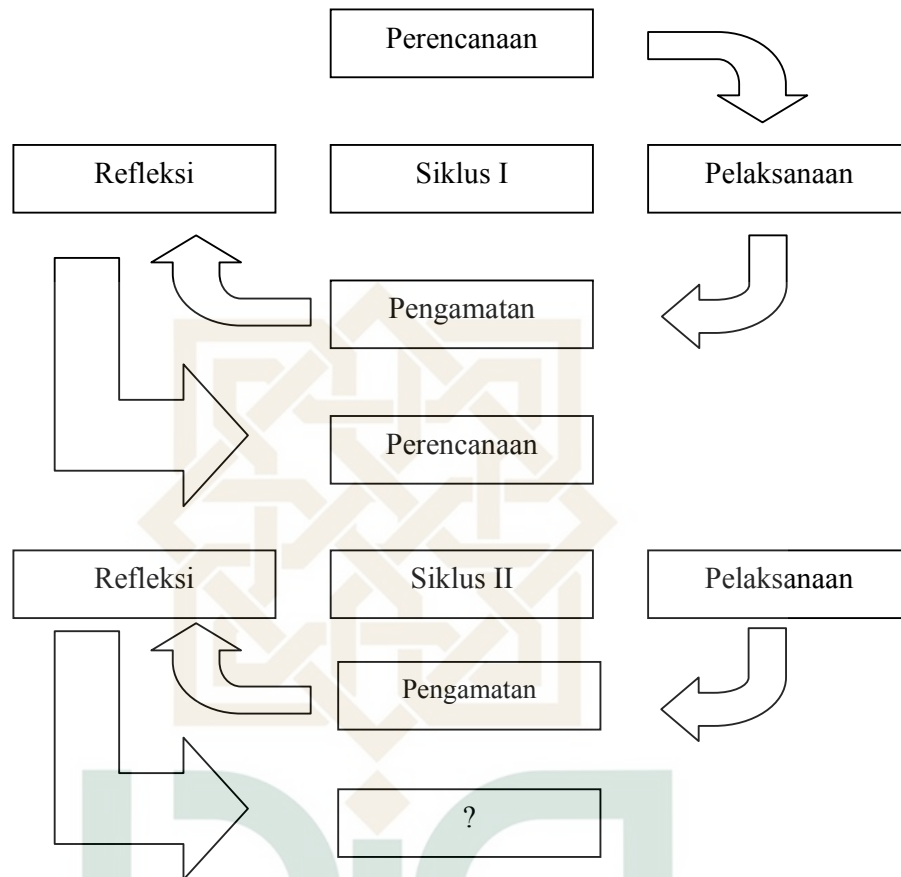 Perencanaan
Refleksi
Siklus I
Pelaksanaan
Pengamatan
Perencanaan
Refleksi
Siklus II
Pelaksanaan
Pengamatan
?